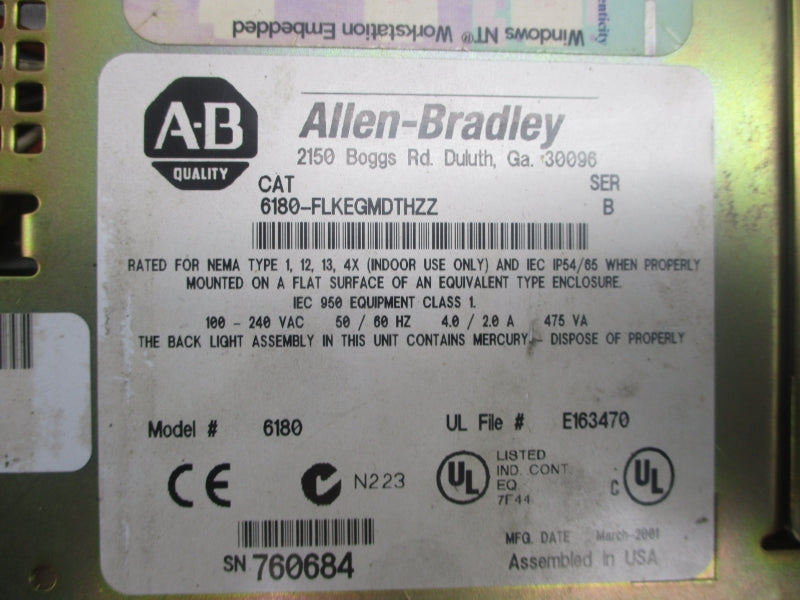 Windows NT® Workstation Embedded
A-B
QUALITY
Allen-Bradley
2150 Boggs Rd. Duluth, Ga. 30096
CAT SER
6180-FLKEGMDTHZZ B
RATED FOR NEMA TYPE 1, 12, 13, 4X (INDOOR USE ONLY) AND IEC IP54/65 WHEN PROPERLY
MOUNTED ON A FLAT SURFACE OF AN EQUIVALENT TYPE ENCLOSURE.
IEC 950 EQUIPMENT CLASS 1.
100 - 240 VAC 50 / 60 HZ 4.0 / 2.0 A 475 VA
THE BACK LIGHT ASSEMBLY IN THIS UNIT CONTAINS MERCURY - DISPOSE OF PROPERLY
Model # 6180 UL File # E163470
CE N223 UL LISTED C UL
IND. CONT.
EQ.
7F44
MFG. DATE March-2001
SN 760684 Assembled in USA